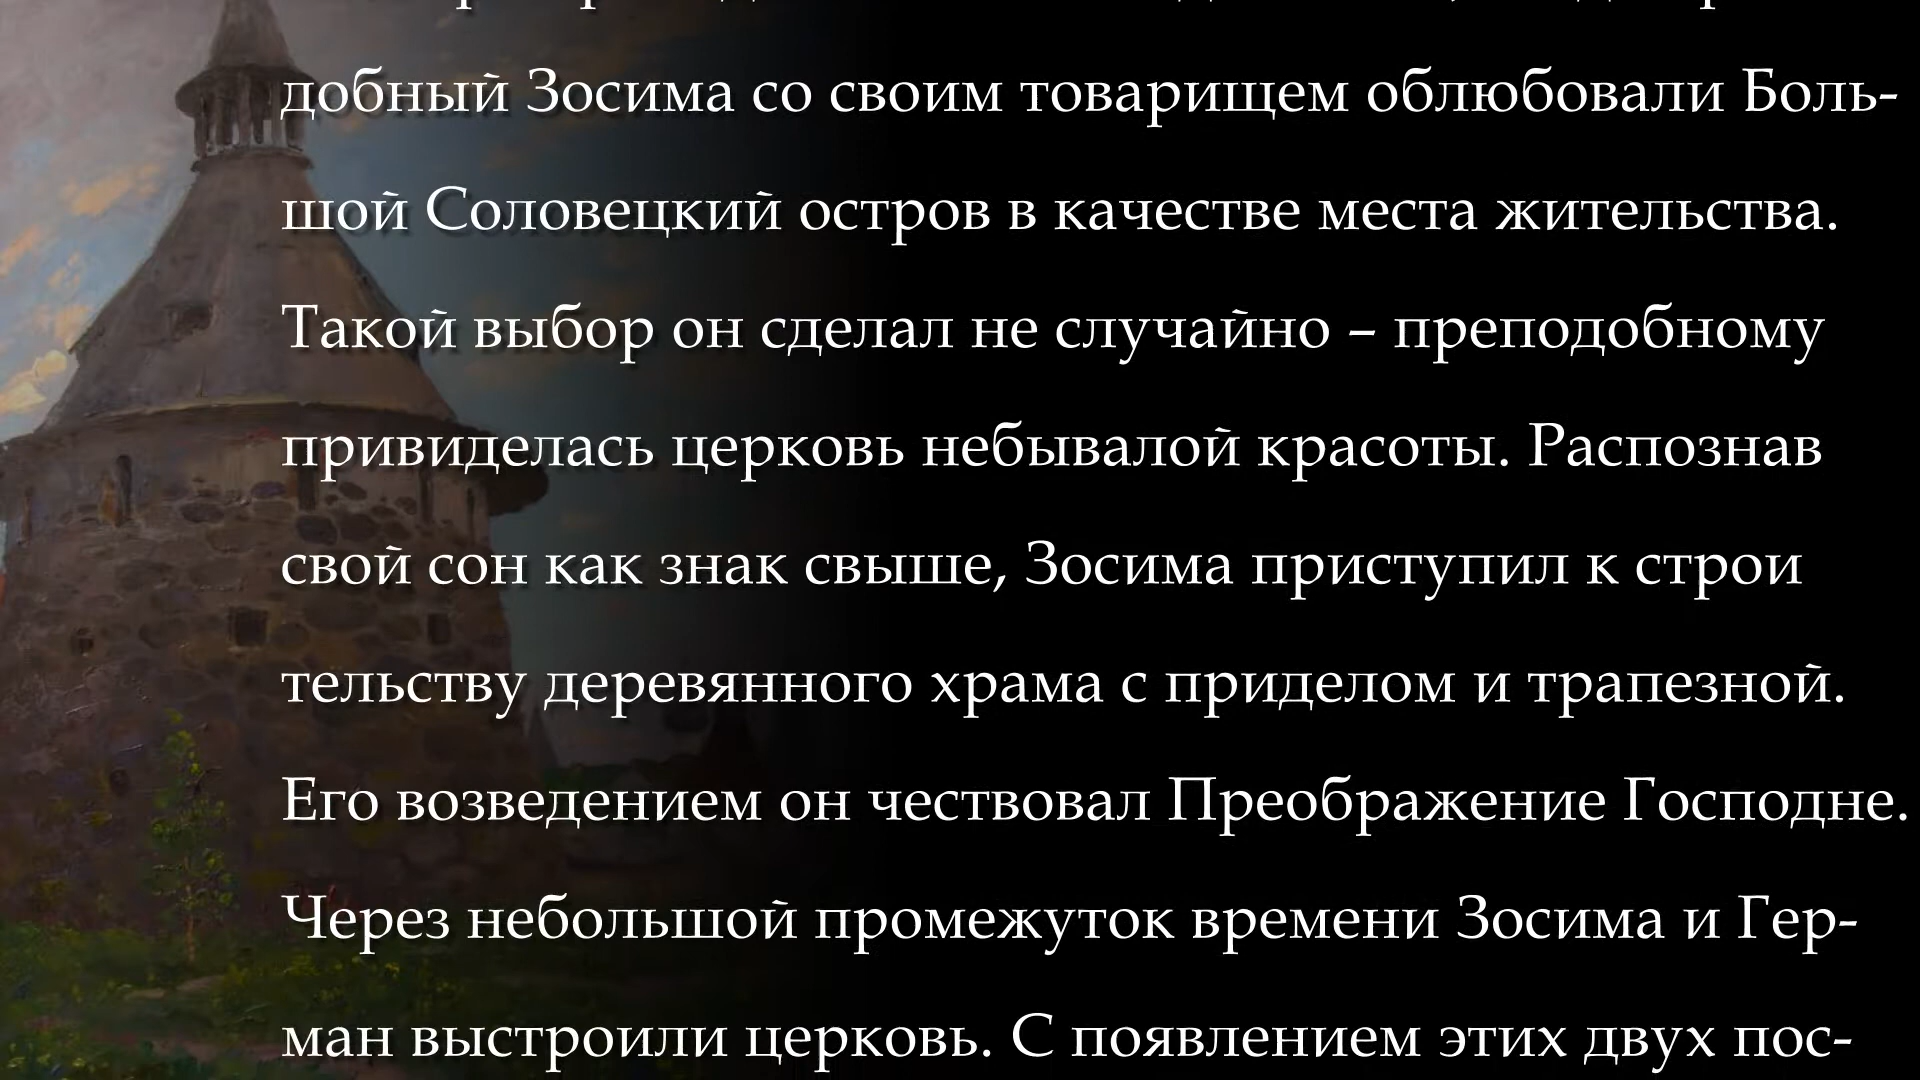 добный Зосима со своим товарищем облюбовали Боль-
шой Соловецкий остров в качестве места жительства.
Такой выбор он сделал не случайно – преподобному
привиделась церковь небывалой красоты. Распознав
свой сон как знак свыше, Зосима приступил к строи
тельству деревянного храма с приделом и трапезной.
Его возведением он чествовал Преображение Господне.
Через небольшой промежуток времени Зосима и Гер-
ман выстроили церковь. С появлением этих двух пос-